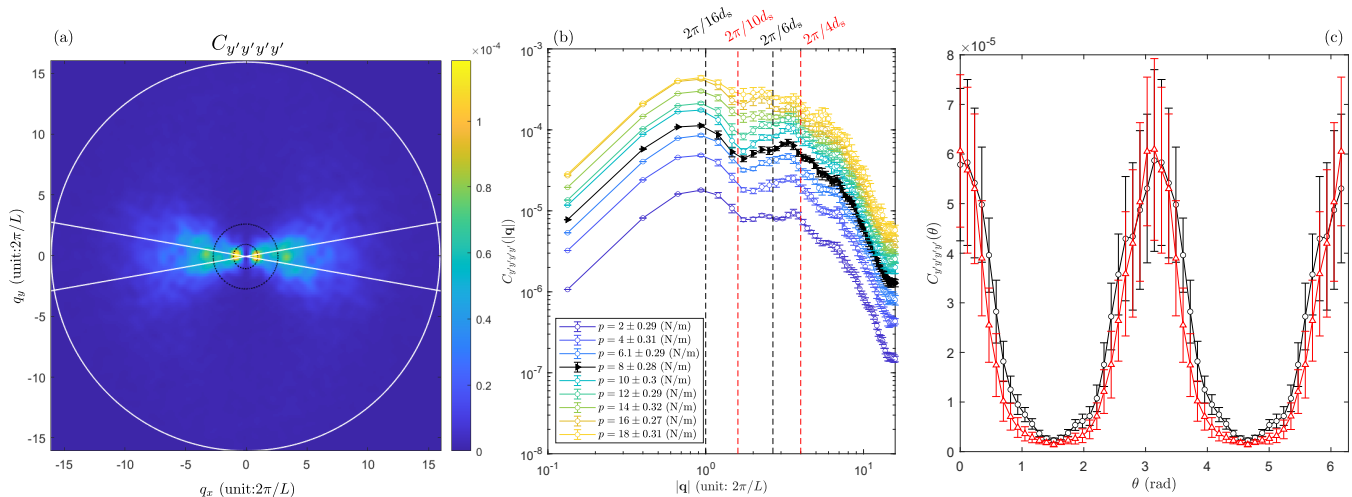 (a)
C_{y'y'y'y'}
×10^{-4}
15
10
5
0
-5
-10
-15
-15 -10 -5 0 5 10 15
q_x (unit:2π/L)
q_y (unit:2π/L)
1
0.8
0.6
0.4
0.2
0
(b)
2π/16d_s
2π/10d_s
2π/6d_s
2π/4d_s
10^{-3}
10^{-4}
10^{-5}
10^{-6}
10^{-7}
10^{-8}
10^{-1} 10^0 10^1
|q| (unit: 2π/L)
C_{y'y'y'y'}(|q|)
p = 2 ± 0.29 (N/m)
p = 4 ± 0.31 (N/m)
p = 6.1 ± 0.29 (N/m)
p = 8 ± 0.28 (N/m)
p = 10 ± 0.3 (N/m)
p = 12 ± 0.29 (N/m)
p = 14 ± 0.32 (N/m)
p = 16 ± 0.27 (N/m)
p = 18 ± 0.31 (N/m)
(c)
×10^{-5}
8
7
6
5
4
3
2
1
0
0 1 2 3 4 5 6
θ (rad)
C_{y'y'y'y'}(θ)